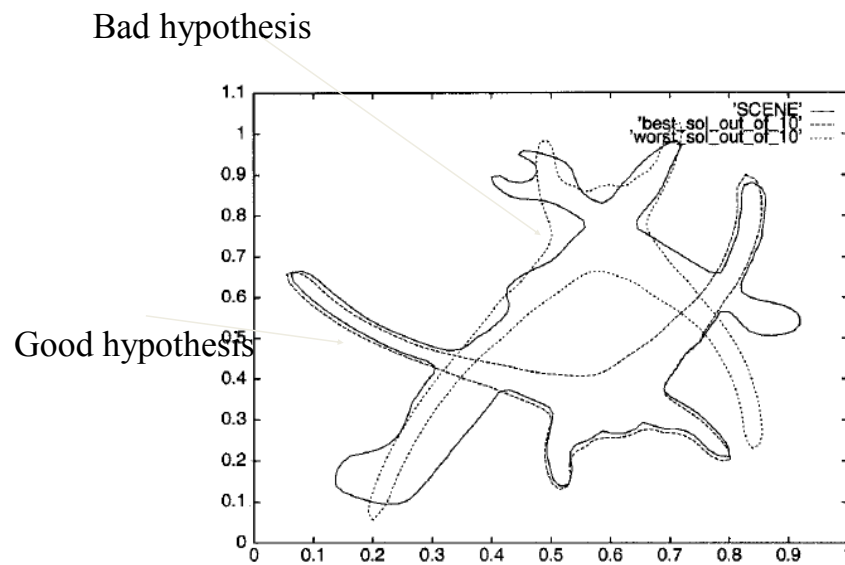 Bad hypothesis
1.1
'SCENE'
1
'best_sol_out_of_10'
'worst_sol_out_of_10'
0.9
0.8
0.7
0.6
0.5
Good hypothesis
0.4
0.3
0.2
0.1
0
0 0.1 0.2 0.3 0.4 0.5 0.6 0.7 0.8 0.9 1